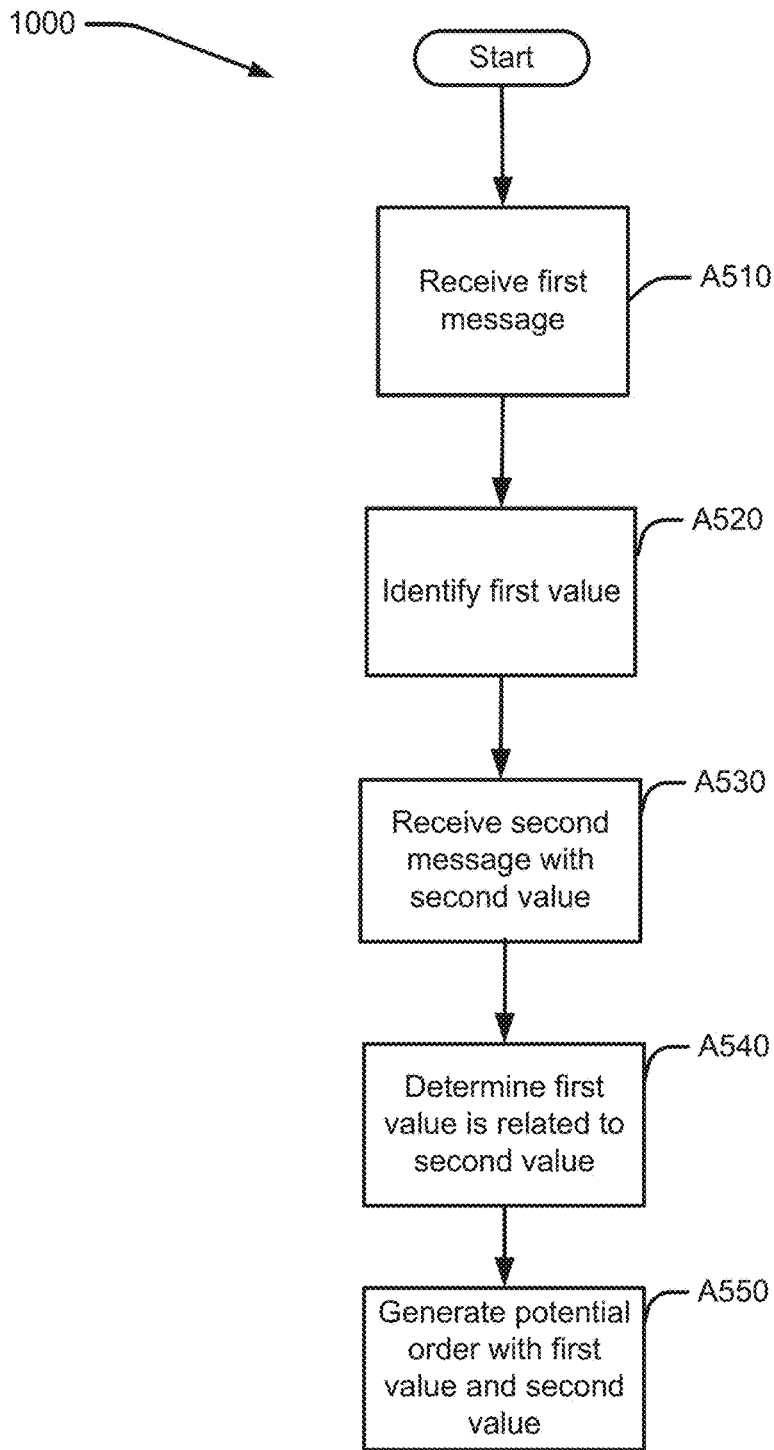 1000
Start
Receive first
message
A510
Identify first value
A520
Receive second
message with
second value
A530
Determine first
value is related to
second value
A540
Generate potential
order with first
value and second
value
A550